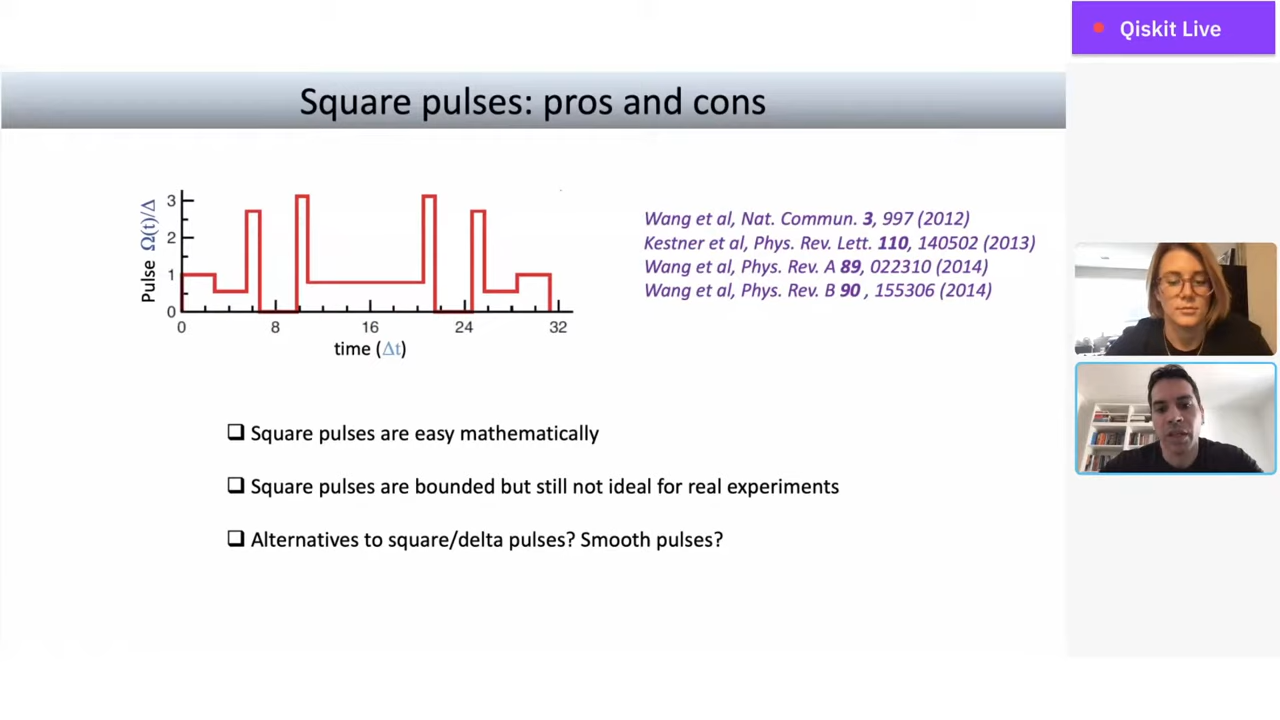 Qiskit Live
Square pulses: pros and cons
Pulse Ω(t)/Δ
3
2
1
0
0 8 16 24 32
time (Δt)
Wang et al, Nat. Commun. 3, 997 (2012)
Kestner et al, Phys. Rev. Lett. 110, 140502 (2013)
Wang et al, Phys. Rev. A 89, 022310 (2014)
Wang et al, Phys. Rev. B 90 , 155306 (2014)
❑ Square pulses are easy mathematically
❑ Square pulses are bounded but still not ideal for real experiments
❑ Alternatives to square/delta pulses? Smooth pulses?